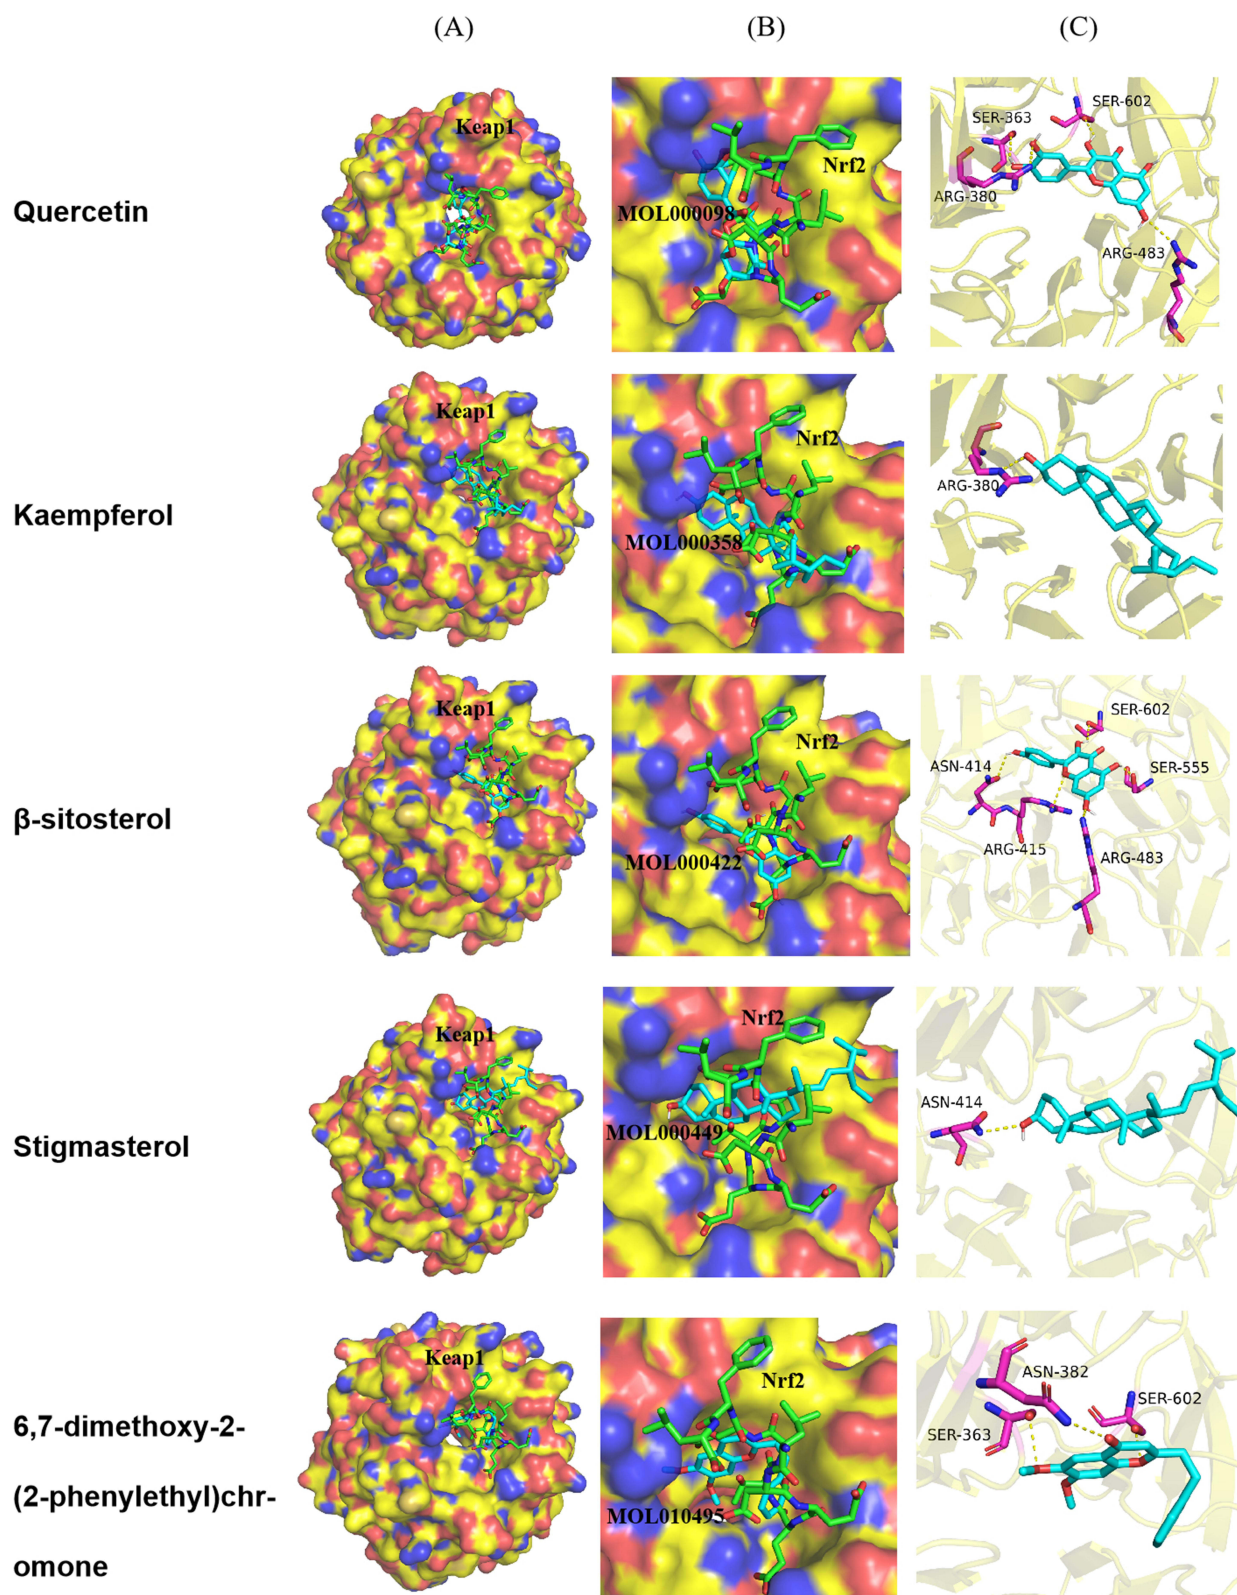 (A)
(B)
(C)
Quercetin
Keap1
Nrf2
MOL000098
SER-602
SER-363
ARG-380
ARG-483
Kaempferol
Keap1
Nrf2
MOL000358
ARG-380
β-sitosterol
Keap1
Nrf2
MOL000422
SER-602
ASN-414
SER-555
ARG-415
ARG-483
Stigmasterol
Keap1
Nrf2
MOL000449
ASN-414
6,7-dimethoxy-2-
(2-phenylethyl)chr-
omone
Keap1
Nrf2
MOL010495
ASN-382
SER-602
SER-363